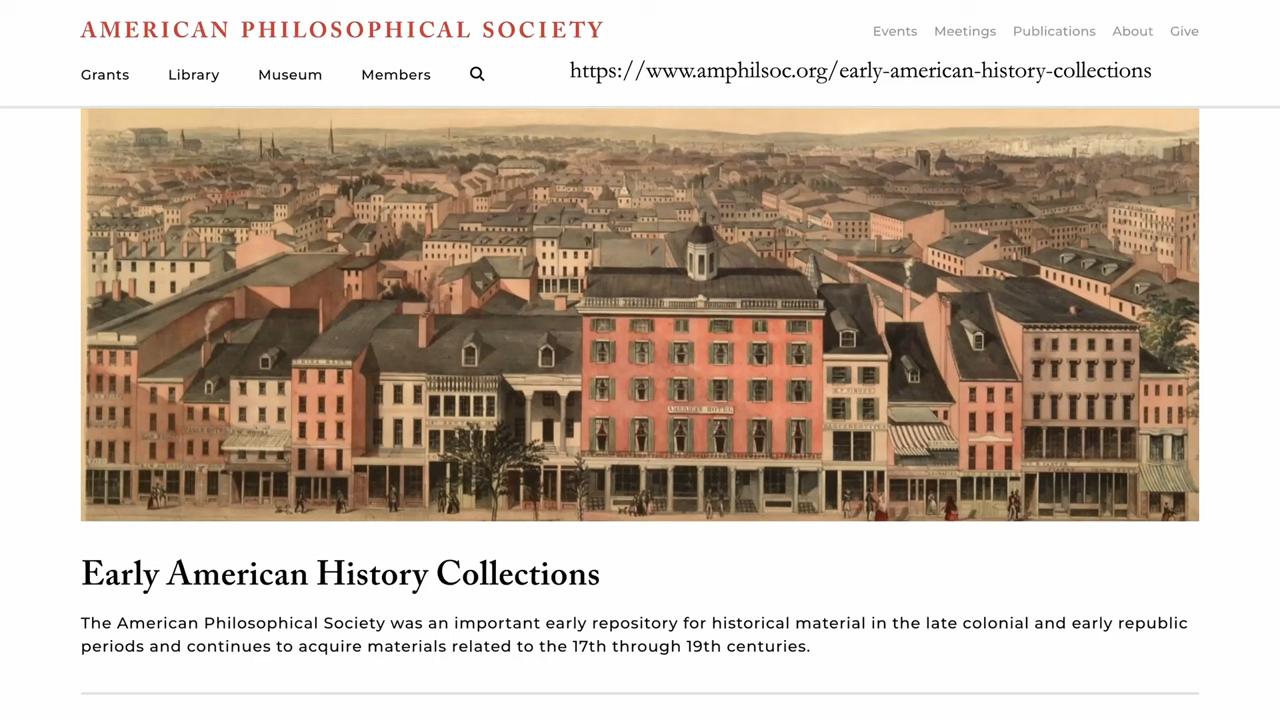 AMERICAN PHILOSOPHICAL SOCIETY
Events Meetings Publications About Give
Grants Library Museum Members
https://www.amphilsoc.org/early-american-history-collections
AMERICAN HOTEL
Early American History Collections
The American Philosophical Society was an important early repository for historical material in the late colonial and early republic
periods and continues to acquire materials related to the 17th through 19th centuries.